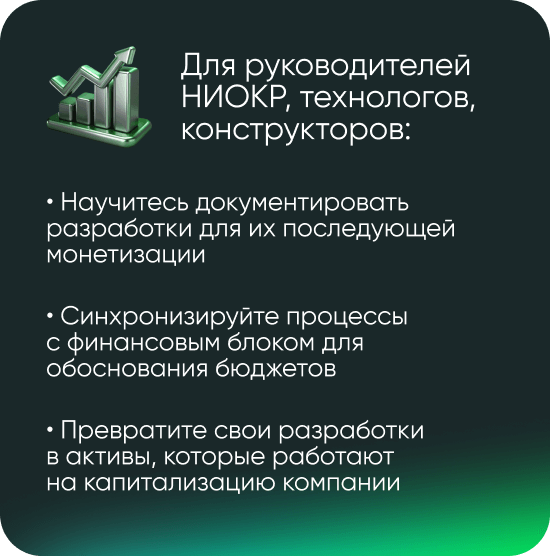 Для руководителей
НИОКР, технологов,
конструкторов:
• Научитесь документировать
разработки для их последующей
монетизации
• Синхронизируйте процессы
с финансовым блоком для
обоснования бюджетов
• Превратите свои разработки
в активы, которые работают
на капитализацию компании